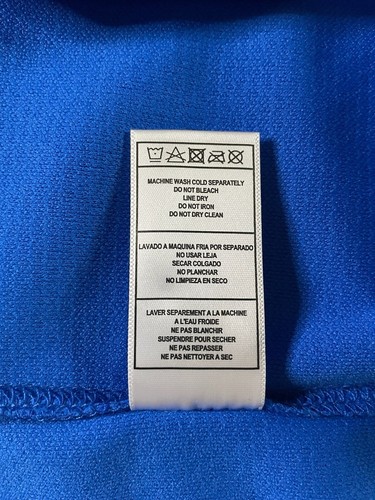 MACHINE WASH COLD SEPARATELY
DO NOT BLEACH
LINE DRY
DO NOT IRON
DO NOT DRY CLEAN
LAVADO A MAQUINA FRIA POR SEPARADO
NO USAR LEJA
SECAR COLGADO
NO PLANCHAR
NO LIMPIEZA EN SECO
LAVER SEPAREMENT A LA MACHINE
A L'EAU FROIDE
NE PAS BLANCHIR
SUSPENDRE POUR SECHER
NE PAS REPASSER
NE PAS NETTOYER A SEC